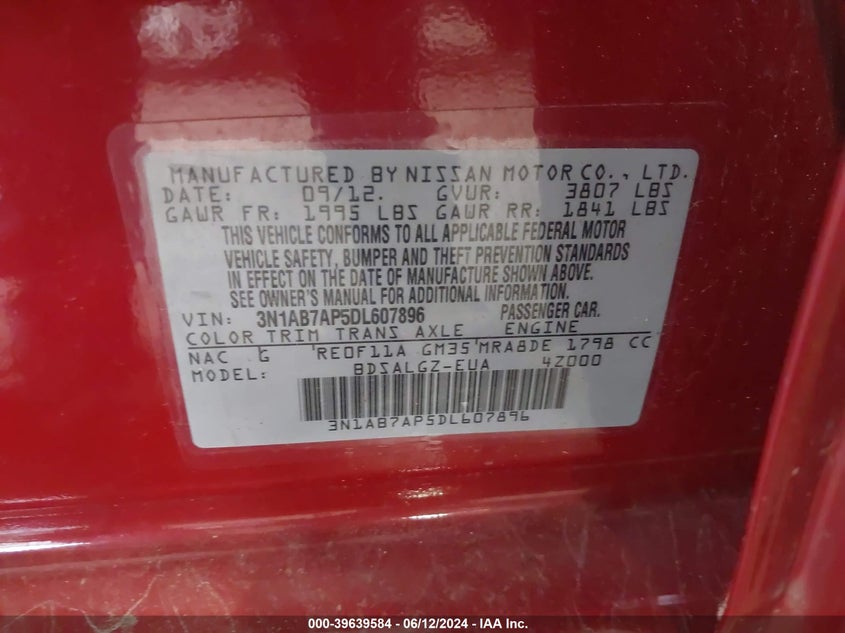 MANUFACTURED BY NISSAN MOTOR CO., LTD.
DATE: 09/12. GVWR: 3807 LBS
GAWR FR: 1995 LBS GAWR RR: 1841 LBS
THIS VEHICLE CONFORMS TO ALL APPLICABLE FEDERAL MOTOR
VEHICLE SAFETY, BUMPER AND THEFT PREVENTION STANDARDS
IN EFFECT ON THE DATE OF MANUFACTURE SHOWN ABOVE.
SEE OWNER'S MANUAL FOR ADDITIONAL INFORMATION.
VIN: 3N1AB7AP5DL607896 PASSENGER CAR.
COLOR TRIM TRANS AXLE ENGINE
NAC G RE0F11A GM35 MRA8DE 1798 CC
MODEL: BDSALGZ-EUA 4Z000
3N1AB7AP5DL607896
000-39639584 - 06/12/2024 - IAA Inc.